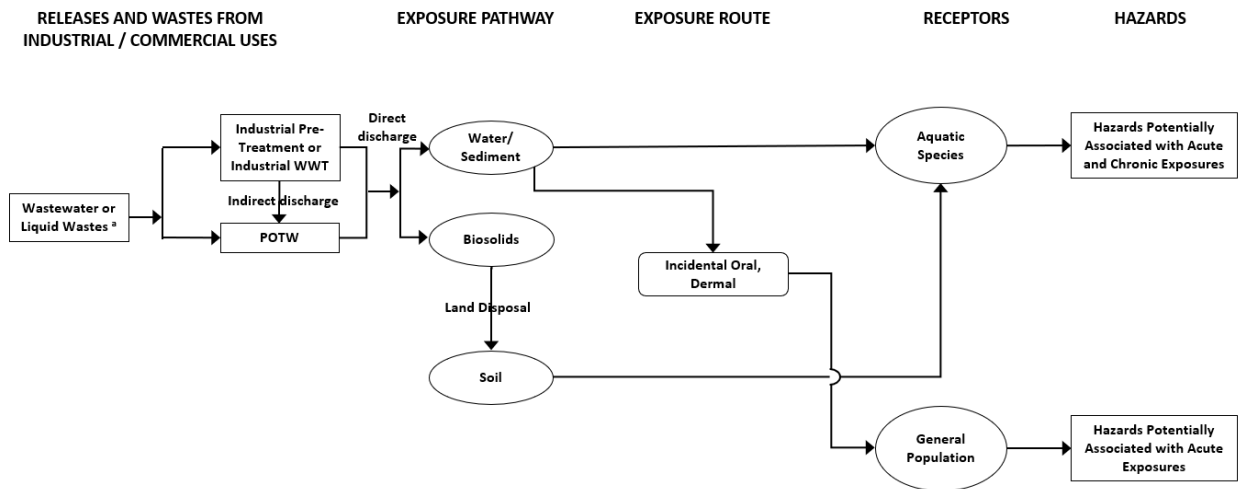 RELEASES AND WASTES FROM
INDUSTRIAL / COMMERCIAL USES
EXPOSURE PATHWAY
EXPOSURE ROUTE
RECEPTORS
HAZARDS
Wastewater or
Liquid Wastes ª
Industrial Pre-
Treatment or
Industrial WWT
Indirect discharge
POTW
Direct
discharge
Water/
Sediment
Biosolids
Land Disposal
Soil
Incidental Oral,
Dermal
Aquatic
Species
General
Population
Hazards Potentially
Associated with Acute
and Chronic Exposures
Hazards Potentially
Associated with Acute
Exposures